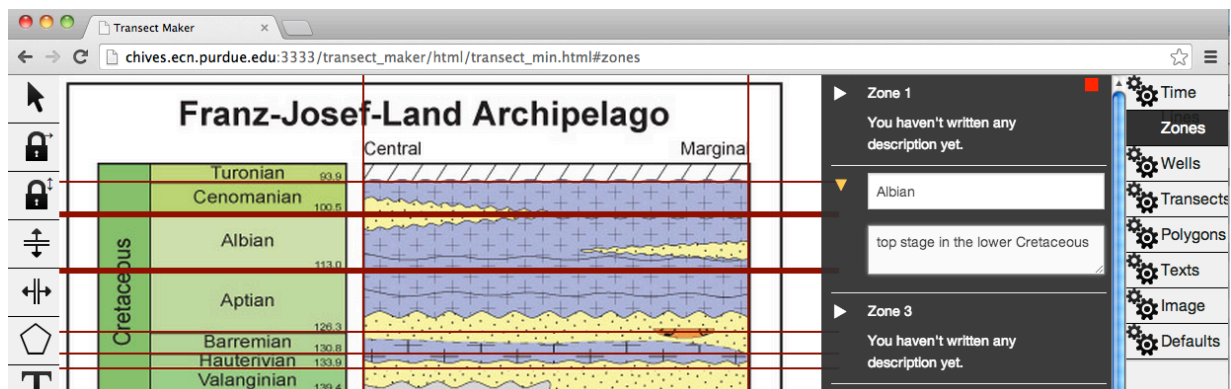 Transect Maker
chives.ecn.purdue.edu:3333/transect_maker/html/transect_min.html#zones
Franz-Josef-Land Archipelago
Central
Margina
Turonian
93.9
Cenomanian
100.5
Albian
113.0
Aptian
126.3
Barremian
130.8
Hauterivian
133.9
Valanginian
139.4
Cretaceous
T
Zone 1
You haven't written any
description yet.
Albian
top stage in the lower Cretaceous
Zone 3
You haven't written any
description yet.
Time
Lines
Zones
Wells
Transects
Polygons
Texts
Image
Defaults